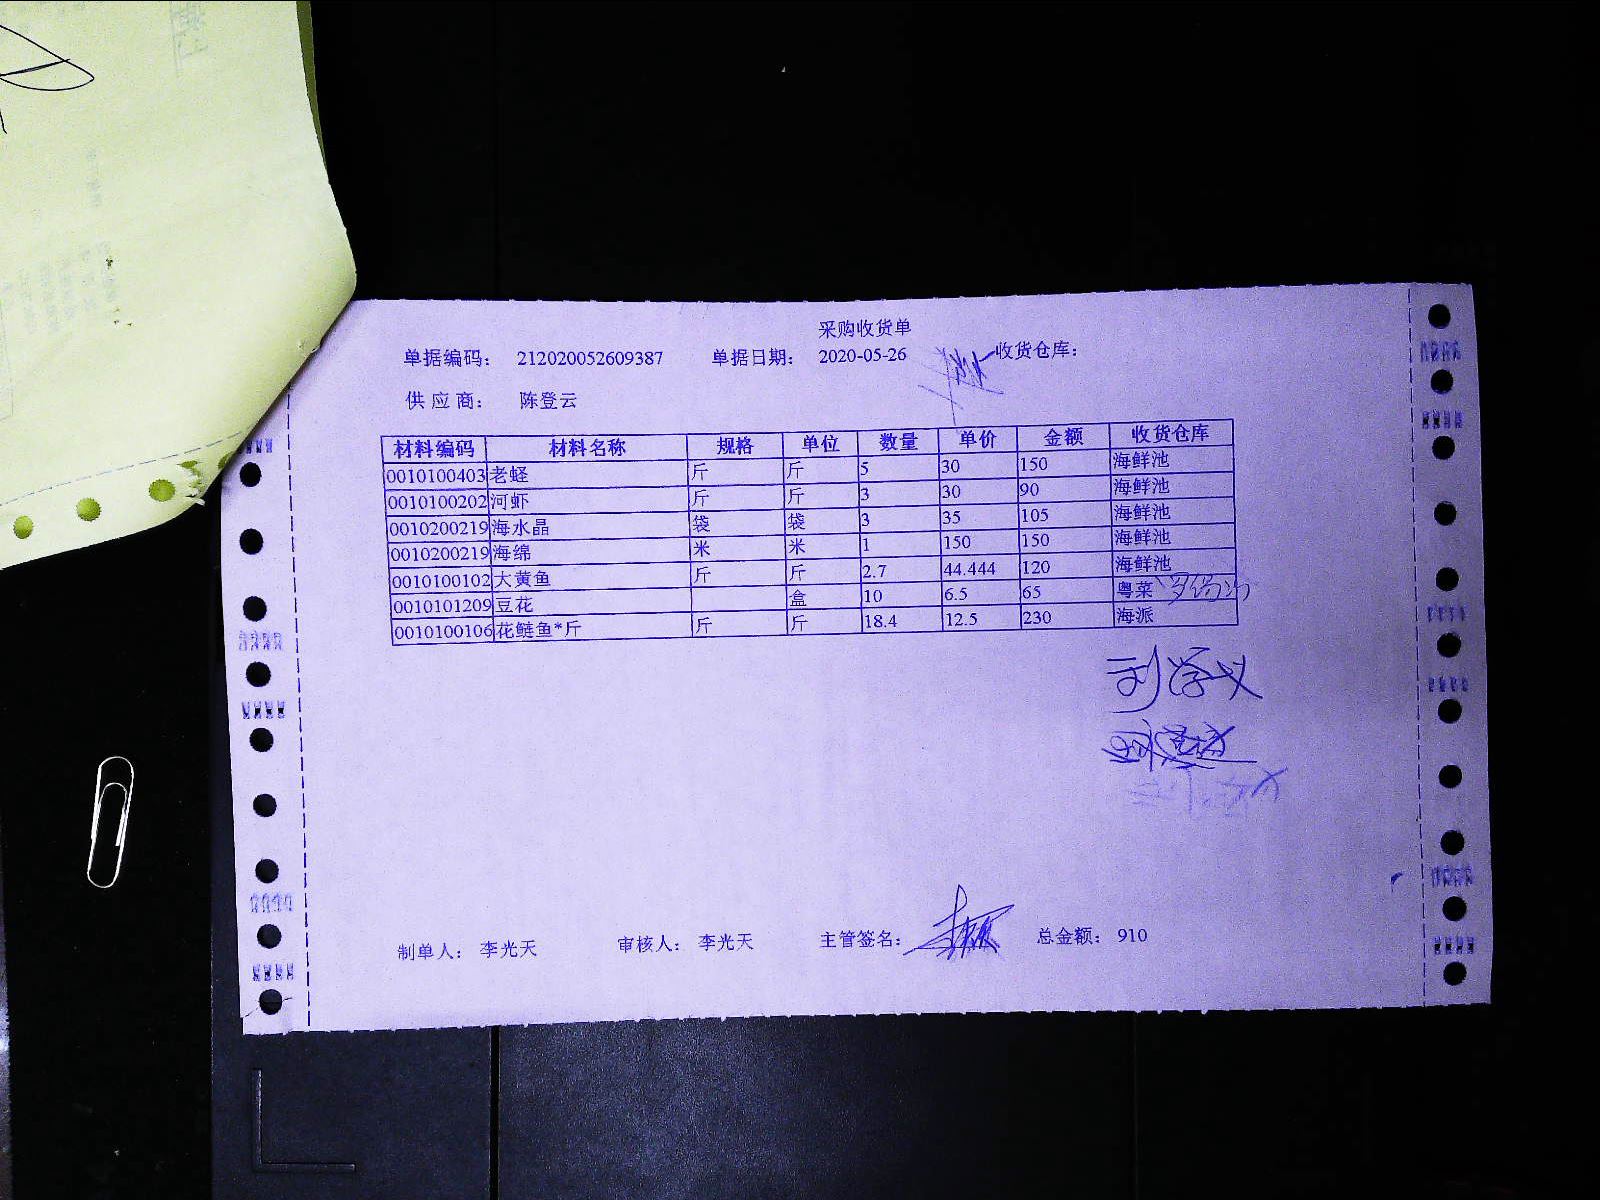 采购收货单
单据编码： 212020052609387 单据日期： 2020-05-26 收货仓库：
供应商： 陈登云
材料编码 材料名称 规格 单位 数量 单价 金额 收货仓库
0010100403 老蛏 斤 斤 5 30 150 海鲜池
0010100202 河虾 斤 斤 3 30 90 海鲜池
0010200219 海水晶 袋 袋 3 35 105 海鲜池
0010200219 海绵 米 米 1 150 150 海鲜池
0010100102 大黄鱼 斤 斤 2.7 44.444 120 海鲜池
0010101209 豆花 盒 10 6.5 65 粤菜
0010100106 花鲢鱼*斤 斤 斤 18.4 12.5 230 海派
刘学义
制单人： 李光天 审核人： 李光天 主管签名： 总金额： 910